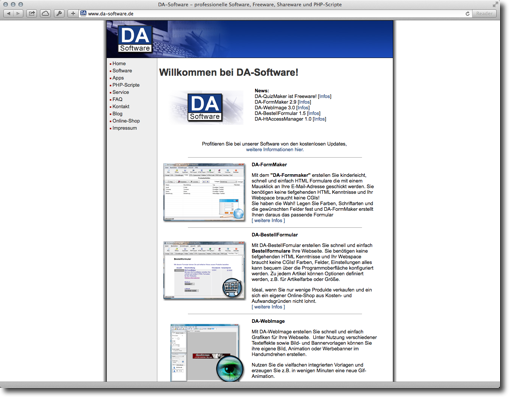 DA-Software – professionelle Software, Freeware, Shareware und PHP-Scripte
www.da-software.de
Reader
DA
Software
Home
Software
Apps
PHP-Scripte
Service
FAQ
Kontakt
Blog
Online-Shop
Impressum
Willkommen bei DA-Software!
DA
Software
News:
DA-QuizMaker ist Freeware! [Infos]
DA-FormMaker 2.9 [Infos]
DA-WebImage 3.0 [Infos]
DA-BestellFormular 1.5 [Infos]
DA-HtAccessManager 1.0 [Infos]
Profitieren Sie bei unserer Software von den kostenlosen Updates,
weitere Informationen hier.
DA-FormMaker
Mit dem "DA-Formmaker" erstellen Sie kinderleicht,
schnell und einfach HTML Formulare die mit einem
Mausklick an Ihre E-Mail-Adresse geschickt werden. Sie
benötigen keine tiefgehenden HTML Kenntnisse und Ihr
Webspace braucht keine CGIs!
Sie haben die Wahl! Legen Sie Farben, Schriftarten und
die gewünschten Felder fest und DA-FormMaker erstellt
Ihnen daraus das passende Formular
[ weitere Infos ]
DA-BestellFormular
Mit DA-BestellFomular erstellen Sie schnell und einfach
Bestellformulare für Ihre Webseite. Sie benötigen keine
tiefgehenden HTML Kenntnisse und Ihr Webspace
braucht keine CGIs! Farben, Felder, Einstellungen alles
kann bequem über die Programmoberfläche konfiguriert
werden. Zu jedem Artikel können Optionen definiert
werden, z.B. für Artikelfarbe oder Größe.
Ideal, wenn Sie nur wenige Produkte verkaufen und ein
sich ein eigener Online-Shop aus Kosten- und
Aufwandsgründen nicht lohnt.
[ weitere Infos ]
DA-WebImage
Mit DA-WebImage erstellen Sie schnell und einfach
Grafiken für Ihre Webseite. Unter Nutzung verschiedener
Texteffekte sowie Bild- und Bannervorlagen können Sie
ihre eigene Bild, Animation oder Werbebanner im
Handumdrehen erstellen.
Nutzen Sie die vielfachen integrierten Vorlagen und
erzeugen Sie z.B. in wenigen Minuten eine neue Gif-
Animation.